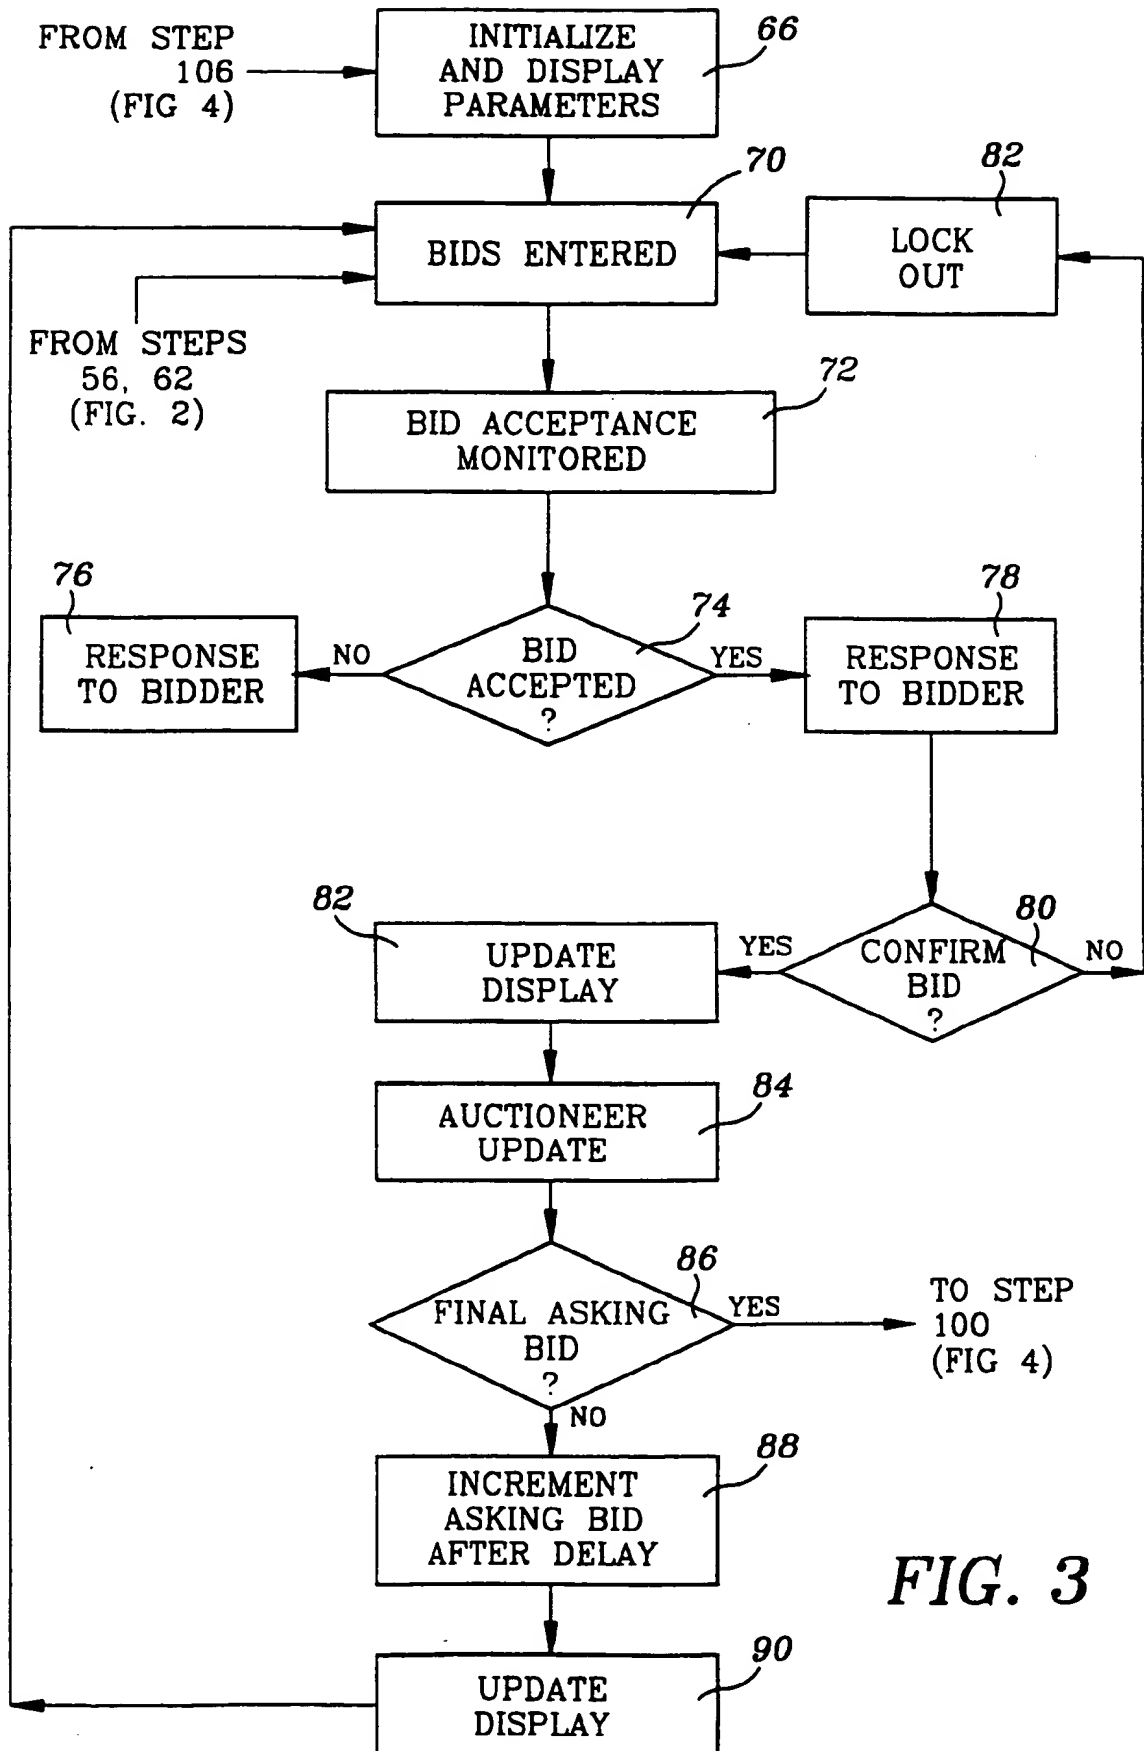 FROM STEP
106
(FIG 4)
INITIALIZE
AND DISPLAY
PARAMETERS
66
70
82
BIDS ENTERED
LOCK
OUT
FROM STEPS
56, 62
(FIG. 2)
72
BID ACCEPTANCE
MONITORED
76
74
78
RESPONSE
TO BIDDER
NO
BID
ACCEPTED
?
YES
RESPONSE
TO BIDDER
82
80
UPDATE
DISPLAY
YES
CONFIRM
BID
?
NO
84
AUCTIONEER
UPDATE
86
FINAL ASKING
BID
?
YES
TO STEP
100
(FIG 4)
NO
88
INCREMENT
ASKING BID
AFTER DELAY
FIG. 3
90
UPDATE
DISPLAY